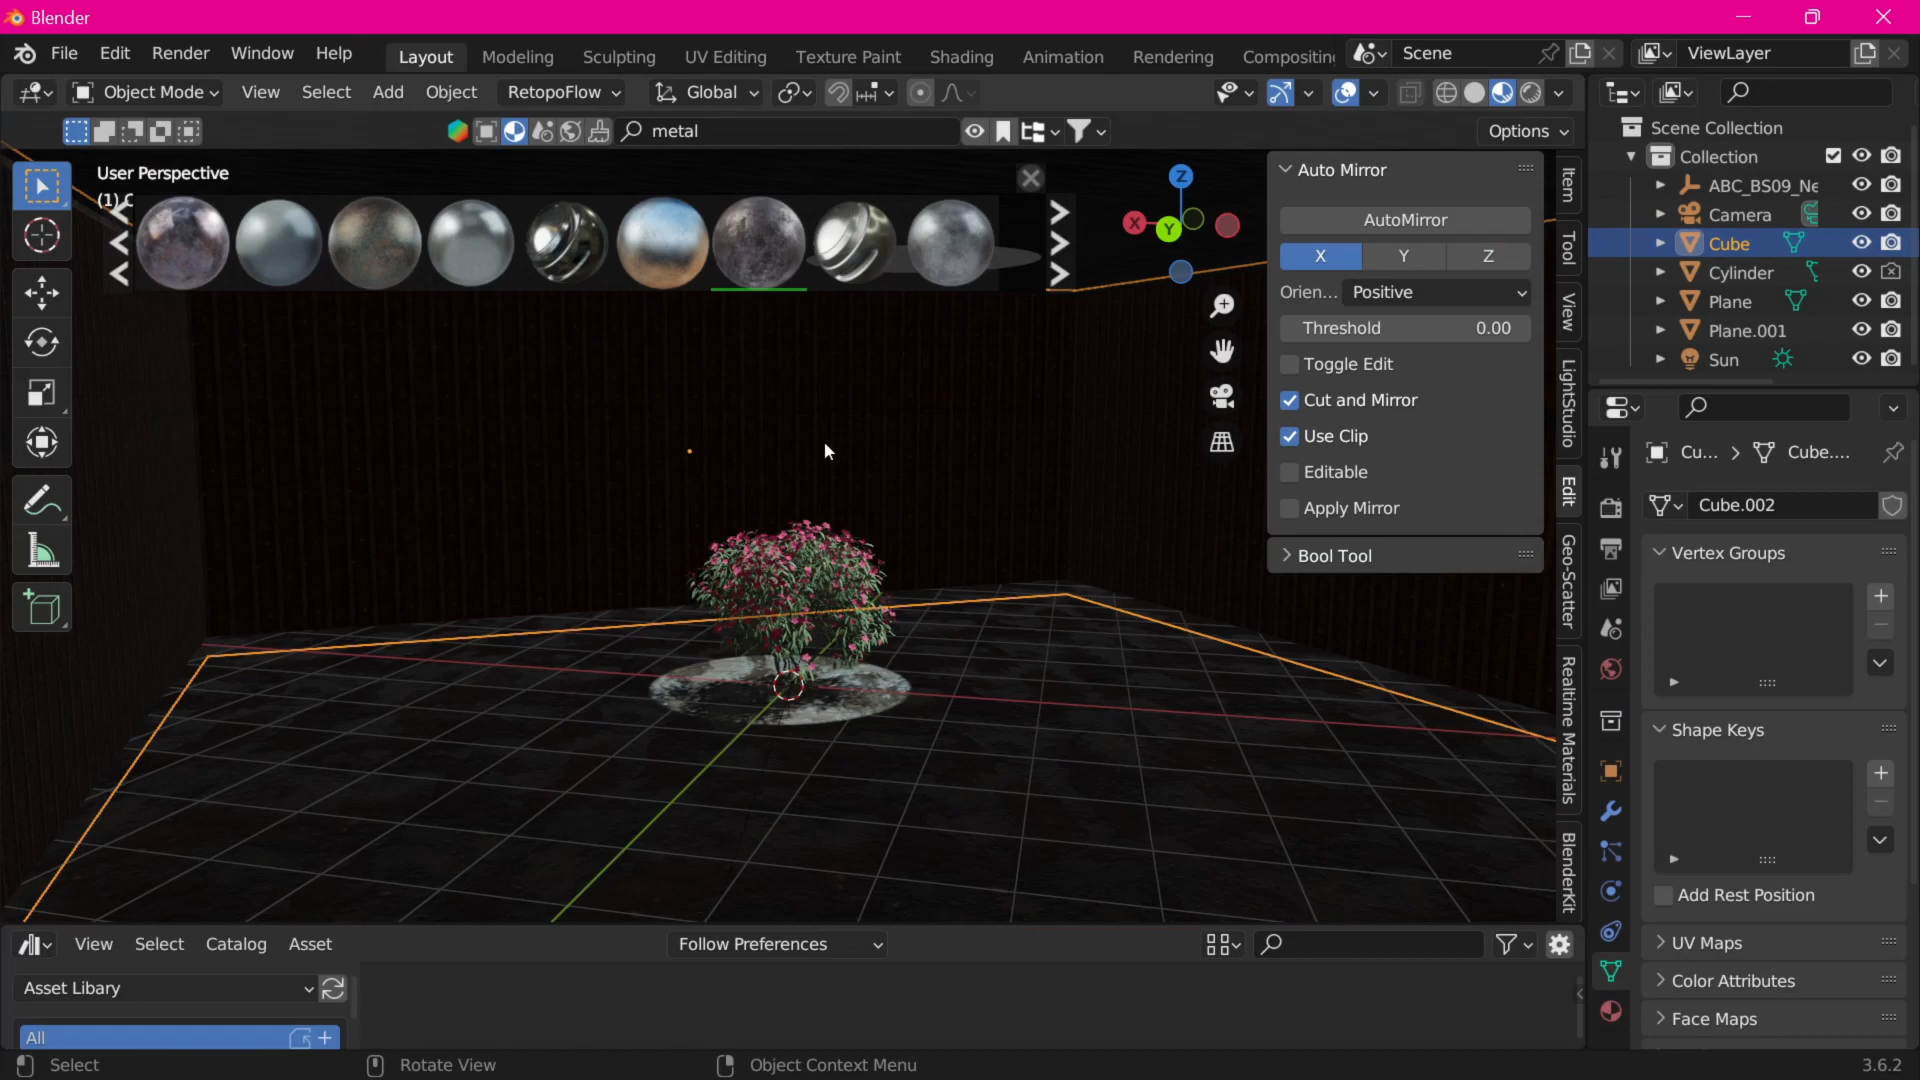 Blender
File Edit Render Window Help Layout Modeling Sculpting UV Editing Texture Paint Shading Animation Rendering Compositing Scene ViewLayer
Object Mode View Select Add Object RetopoFlow Global
metal Options
User Perspective
(1) C
X Y Z
Auto Mirror
AutoMirror
X Y Z
Orien... Positive
Threshold 0.00
Toggle Edit
Cut and Mirror
Use Clip
Editable
Apply Mirror
Bool Tool
Item
Tool
View
LightStudio
Edit
Geo-Scatter
Realtime Materials
BlenderKit
Scene Collection
Collection
ABC_BS09_Ne
Camera
Cube
Cylinder
Plane
Plane.001
Sun
Cu... Cube....
Cube.002
Vertex Groups
Shape Keys
Add Rest Position
UV Maps
Color Attributes
Face Maps
View Select Catalog Asset Follow Preferences
Asset Libary
All
Select Rotate View Object Context Menu 3.6.2